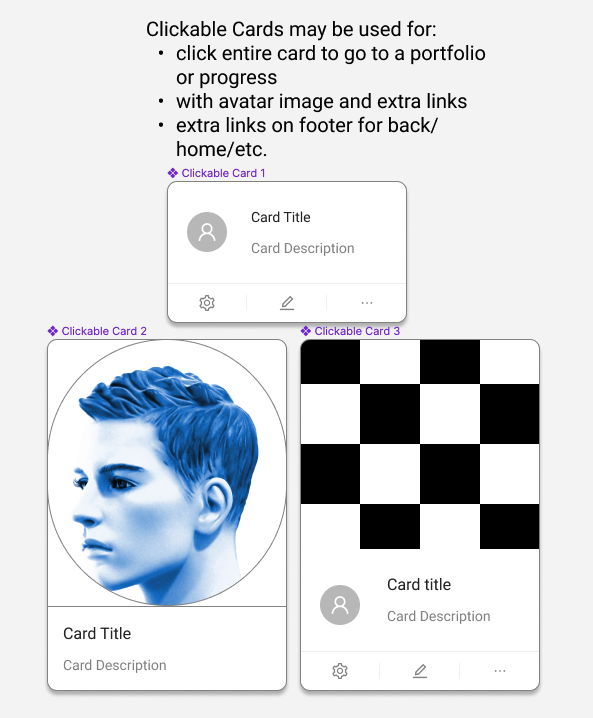 Clickable Cards may be used for:
• click entire card to go to a portfolio
or progress
• with avatar image and extra links
• extra links on footer for back/
home/etc.
Clickable Card 1
Card Title
Card Description
Clickable Card 2
Card Title
Card Description
Clickable Card 3
Card title
Card Description